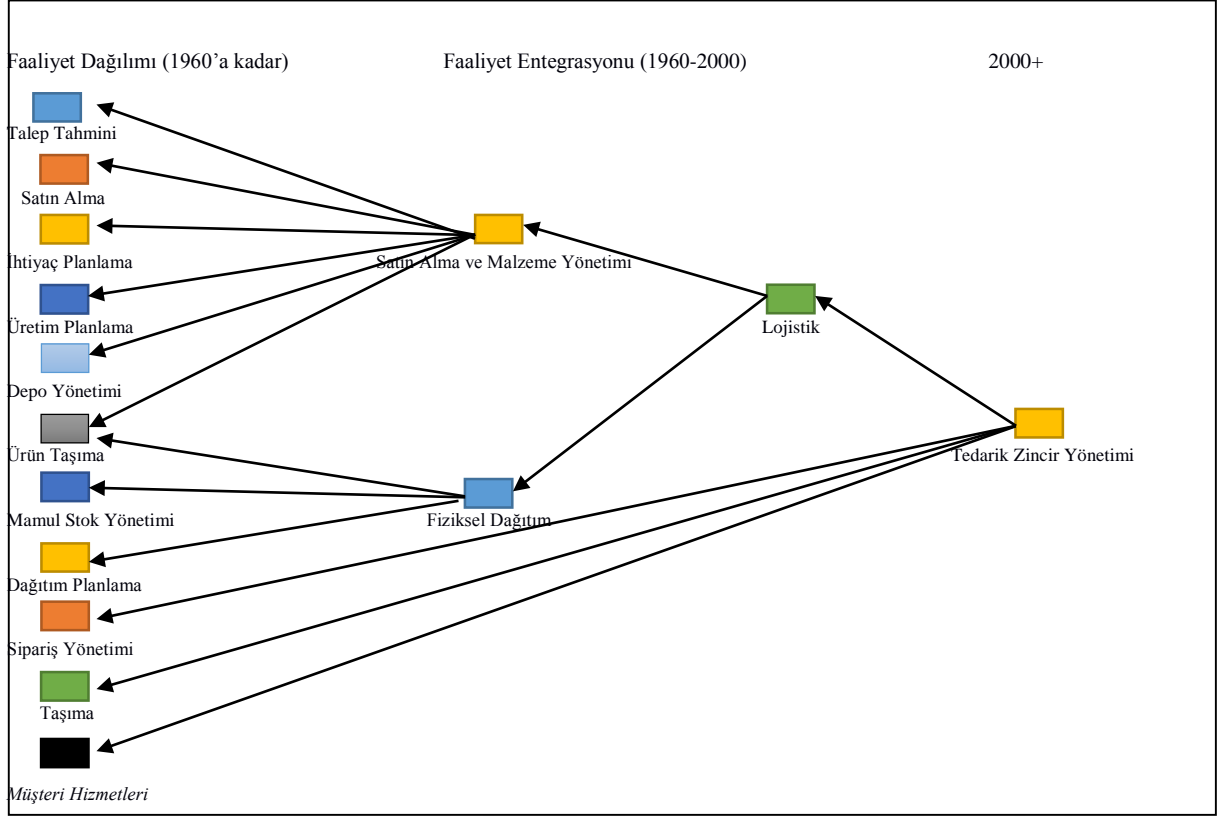 Faaliyet Dağılımı (1960’a kadar)
Faaliyet Entegrasyonu (1960-2000)
2000+
Talep Tahmini
Satın Alma
İhtiyaç Planlama
Satın Alma ve Malzeme Yönetimi
Üretim Planlama
Lojistik
Depo Yönetimi
Ürün Taşıma
Tedarik Zincir Yönetimi
Mamul Stok Yönetimi
Fiziksel Dağıtım
Dağıtım Planlama
Sipariş Yönetimi
Taşıma
Müşteri Hizmetleri